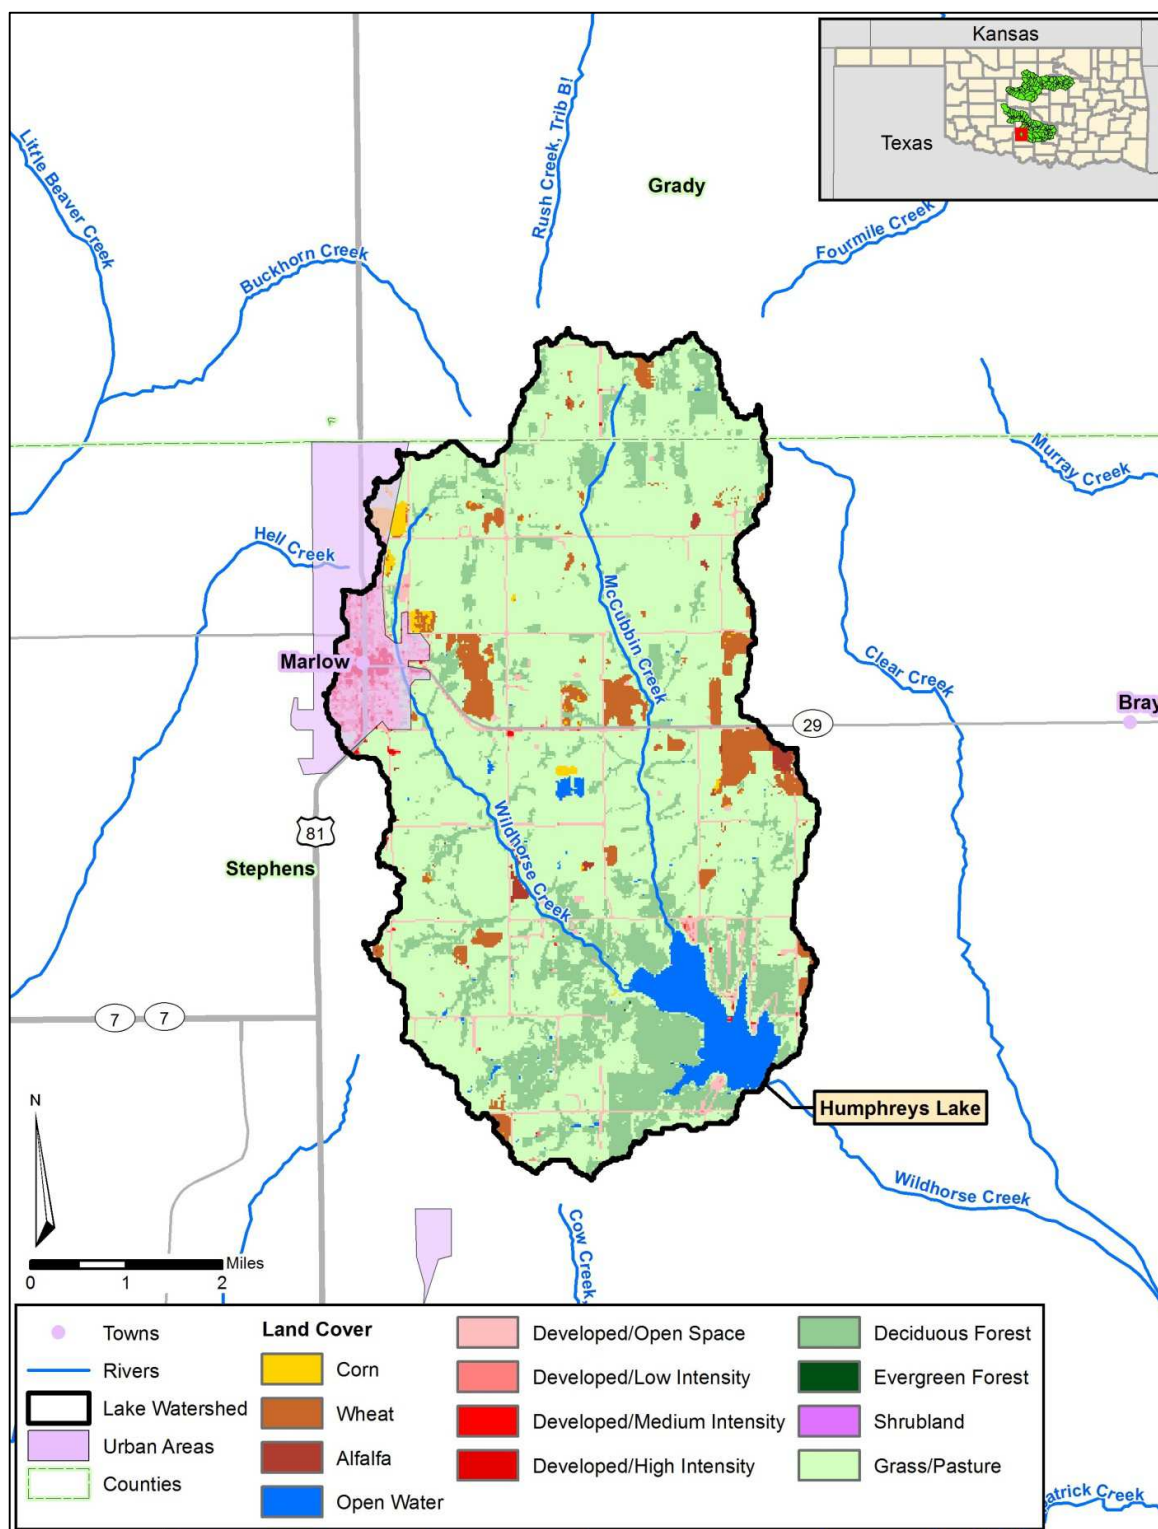 Kansas
Texas
Little Beaver Creek
Buckhorn Creek
Rush Creek, Trib B!
Grady
Fourmile Creek
Murray Creek
Hell Creek
McCubbin Creek
Clear Creek
Marlow
Bray
29
Wildhorse Creek
81
Stephens
7
7
Humphreys Lake
Wildhorse Creek
Cow Creek,
N
Miles
0
1
2
Towns
Rivers
Lake Watershed
Urban Areas
Counties
Land Cover
Corn
Wheat
Alfalfa
Open Water
Developed/Open Space
Developed/Low Intensity
Developed/Medium Intensity
Developed/High Intensity
Deciduous Forest
Evergreen Forest
Shrubland
Grass/Pasture
atrick Creek